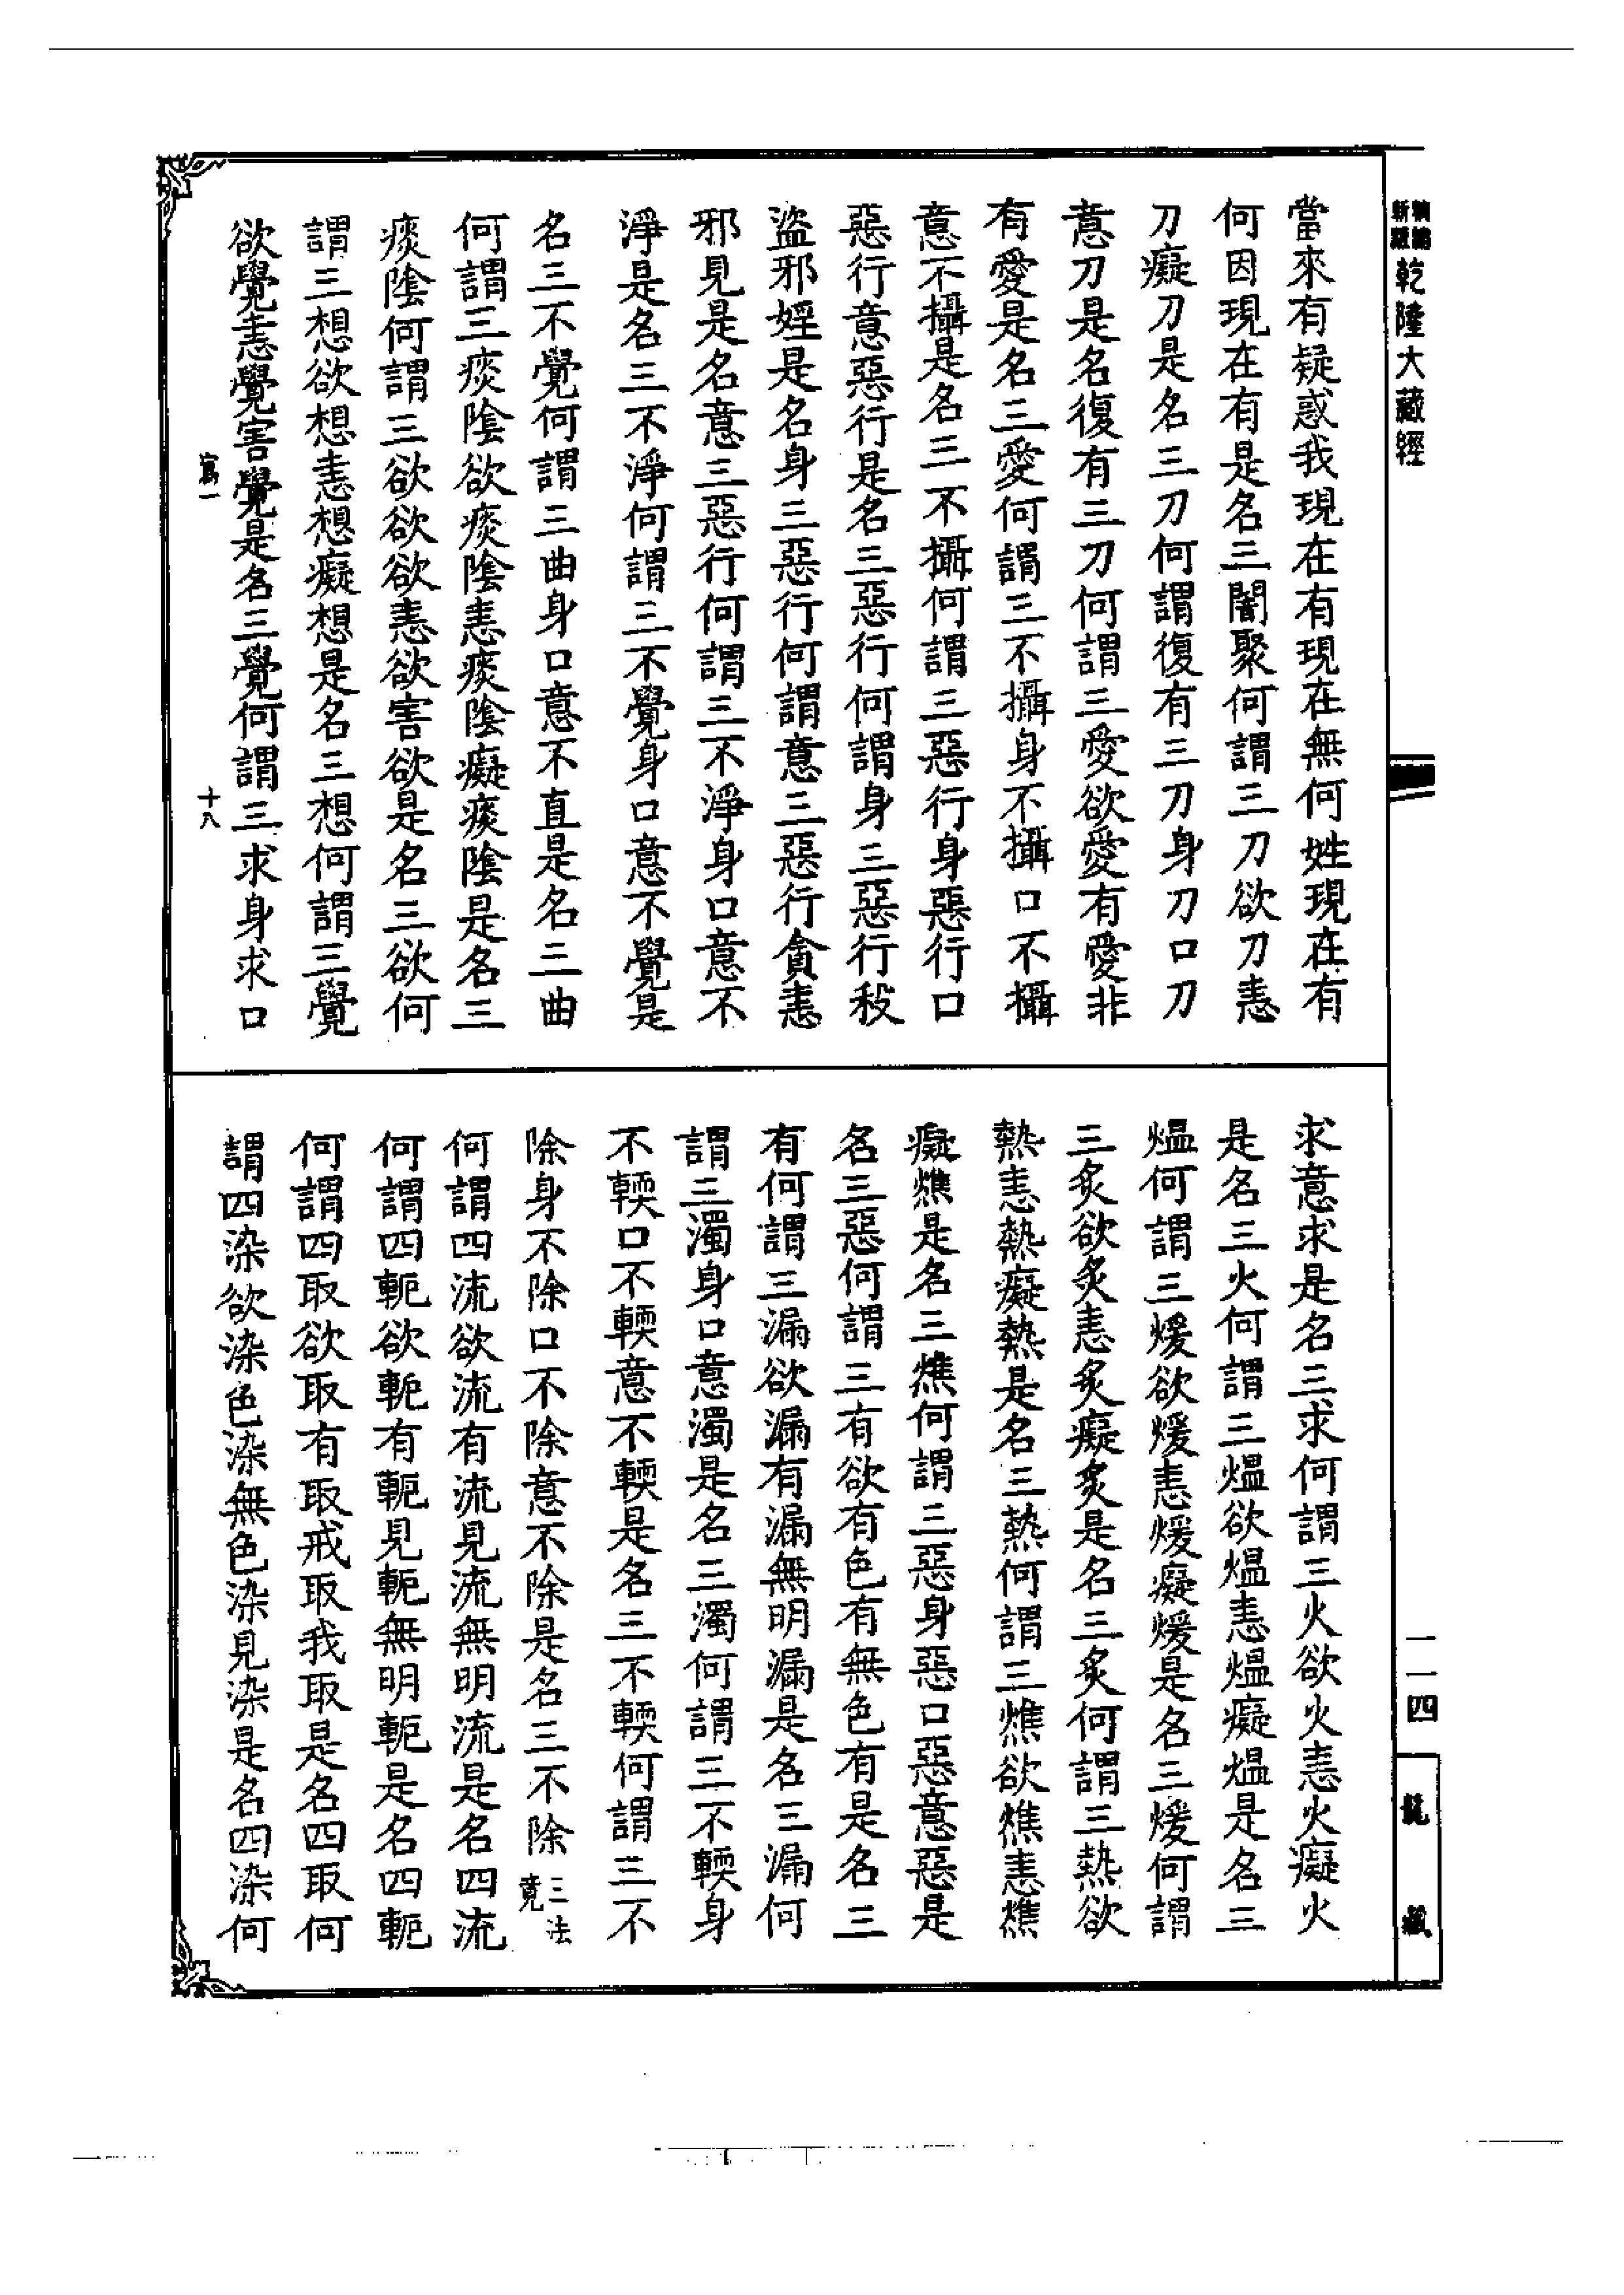 乾隆大藏經
當來有疑惑我現在有現在無何姓現在有
何因現在有是名三闇聚何謂三刀欲刀恚
刀癡刀是名三刀何謂復有三刀身刀口刀
意刀是名復有三刀何謂三愛欲愛有愛非
有愛是名三愛何謂三不攝身不攝口不攝
意不攝是名三不攝何謂三惡行身惡行口
惡行意惡行是名三惡行何謂身三惡行殺
盜邪婬是名身三惡行何謂意三惡行貪恚
邪見是名意三惡行何謂三不淨身口意不
淨是名三不淨何謂三不覺身口意不覺是
名三不覺何謂三曲身口意不直是名三曲
何謂三痰陰欲痰陰恚痰陰癡痰陰是名三
痰陰何謂三欲欲欲恚欲害欲是名三欲何
謂三想欲想恚想癡想是名三想何謂三覺
欲覺恚覺害覺是名三覺何謂三求身求口
十八
求意求是名三求何謂三火欲火恚火癡火
是名三火何謂三熅欲熅恚熅癡熅是名三
熅何謂三煖欲煖恚煖癡煖是名三煖何謂
三炙欲炙恚炙癡炙是名三炙何謂三熱欲
熱恚熱癡熱是名三熱何謂三燋欲燋恚燋
癡燋是名三燋何謂三惡身惡口惡意惡是
名三惡何謂三有欲有色有無色有是名三
有何謂三漏欲漏有漏無明漏是名三漏何
謂三濁身口意濁是名三濁何謂三不輭身
不輭口不輭意不輭是名三不輭何謂三不
除身不除口不除意不除是名三不除三法竟
何謂四流欲流有流見流無明流是名四流
何謂四軛欲軛有軛見軛無明軛是名四軛
何謂四取欲取有取戒取我取是名四取何
謂四染欲染色染無色染見染是名四染何
一一四
龍藏